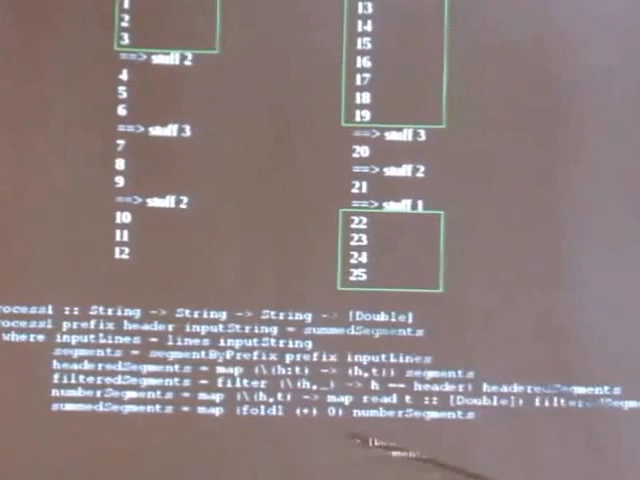 1
2
3
==> stuff 2
4
5
6
==> stuff 3
7
8
9
==> stuff 2
10
11
12
13
14
15
16
17
18
19
==> stuff 3
20
==> stuff 2
21
==> stuff 1
22
23
24
25
rocess1 :: String -> String -> String -> [Double]
rocess1 prefix header inputString = summedSegments
where inputLines = lines inputString
segments = segmentByPrefix prefix inputLines
headeredSegments = map (\(h:t) -> (h,t)) segments
filteredSegments = filter (\(h,_) -> h == header) headeredSegments
numberSegments = map (\(h,t) -> map read t :: [Double])
summedSegments = map (foldl (+) 0) numberSegments